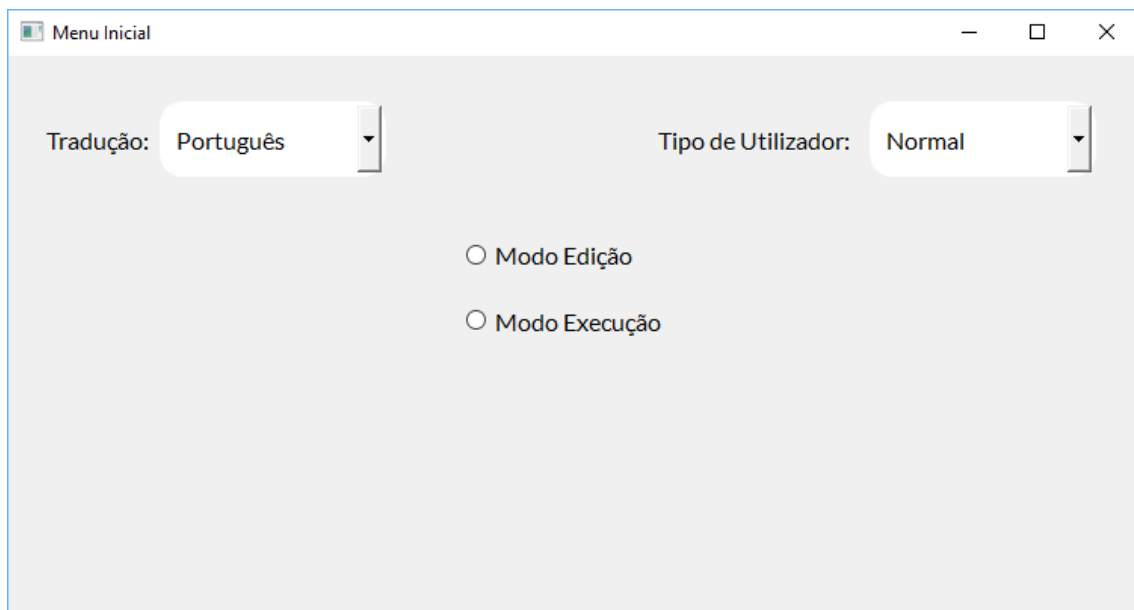 Menu Inicial
Tradução: Português Tipo de Utilizador: Normal
Modo Edição
Modo Execução